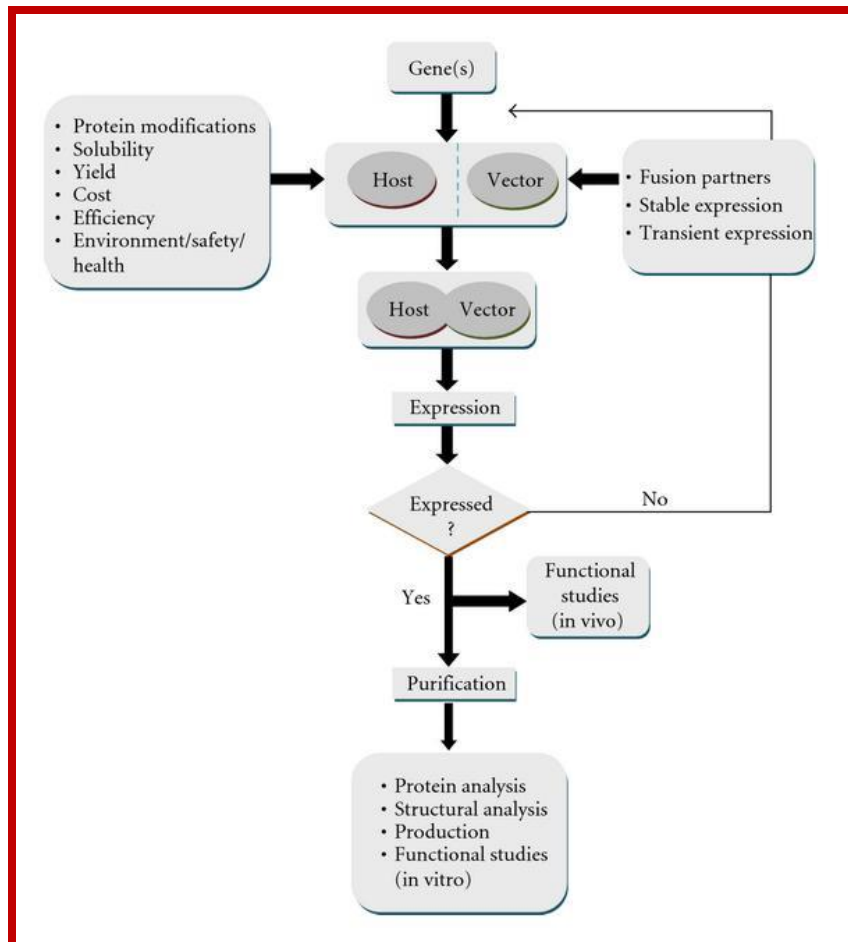 Gene(s)
• Protein modifications
• Solubility
• Yield
• Cost
• Efficiency
• Environment/safety/
health
Host
Vector
• Fusion partners
• Stable expression
• Transient expression
Host
Vector
Expression
Expressed
?
No
Yes
Functional
studies
(in vivo)
Purification
• Protein analysis
• Structural analysis
• Production
• Functional studies
(in vitro)